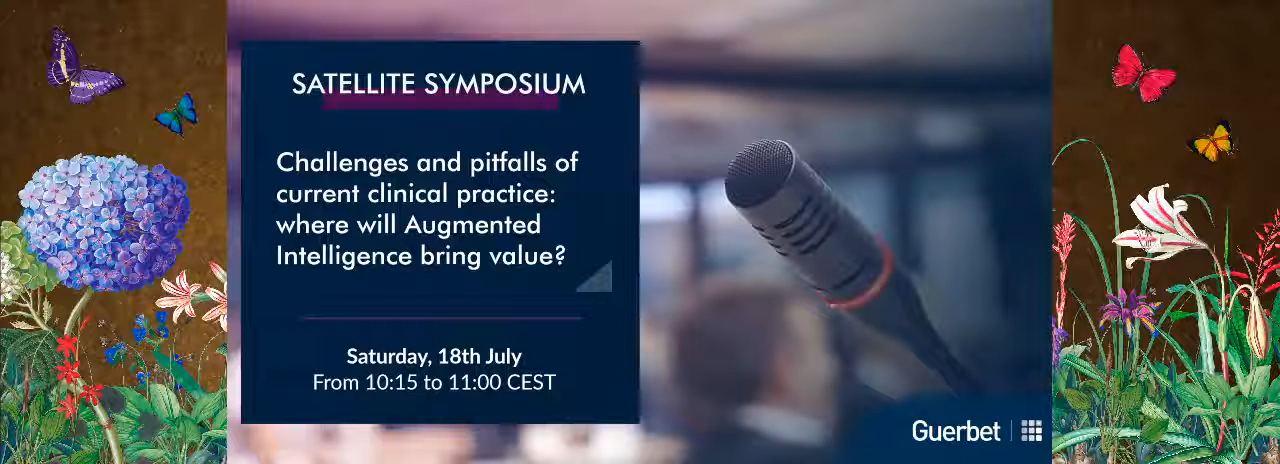 SATELLITE SYMPOSIUM
Challenges and pitfalls of
current clinical practice:
where will Augmented
Intelligence bring value?
Saturday, 18th July
From 10:15 to 11:00 CEST
Guerbet